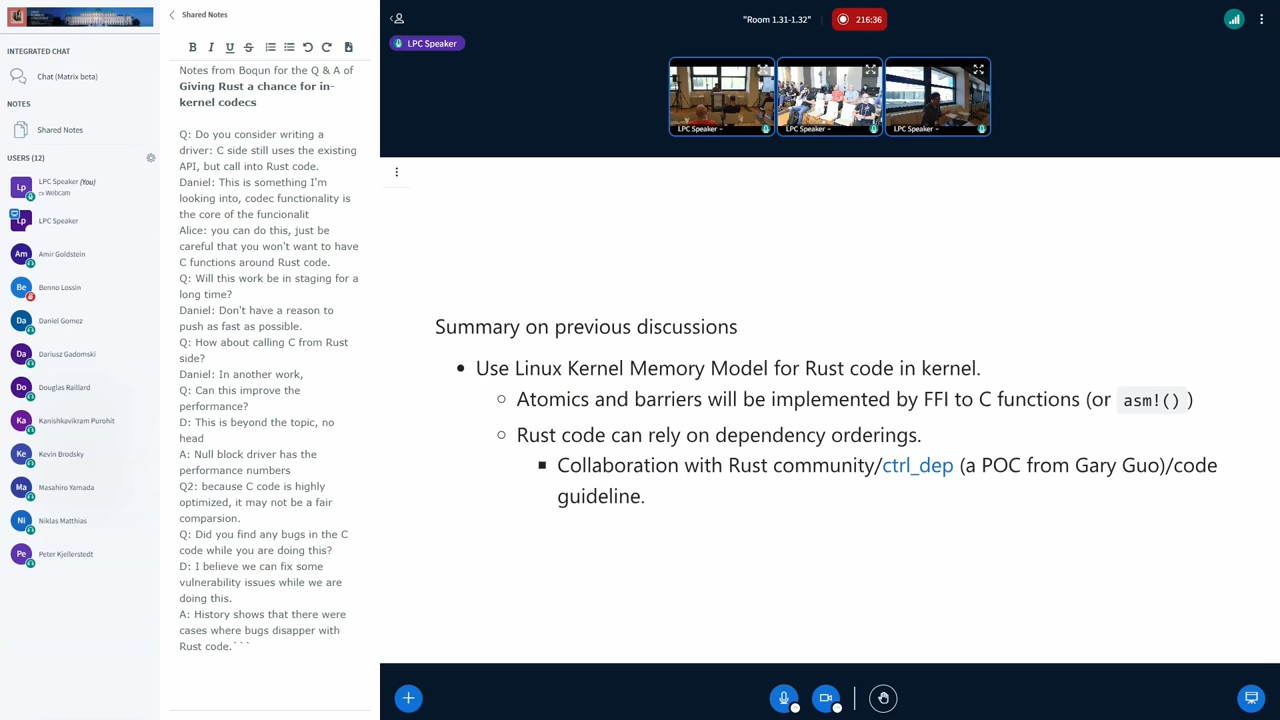 INTEGRATED CHAT
Chat (Matrix beta)
NOTES
Shared Notes
USERS (12)
Lp
LPC Speaker (You)
Webcam
Lp
LPC Speaker
Am
Amir Goldstein
Be
Benno Lossin
Da
Daniel Gomez
Da
Dariusz Gadomski
Do
Douglas Raillard
Ka
Kanishkavikram Purohit
Ke
Kevin Brodsky
Ma
Masahiro Yamada
Ni
Niklas Matthias
Pe
Peter Kjellerstedt
Shared Notes
B I U S
Notes from Boqun for the Q & A of
Giving Rust a chance for in-
kernel codecs
Q: Do you consider writing a
driver: C side still uses the existing
API, but call into Rust code.
Daniel: This is something I'm
looking into, codec functionality is
the core of the funcionalit
Alice: you can do this, just be
careful that you won't want to have
C functions around Rust code.
Q: Will this work be in staging for a
long time?
Daniel: Don't have a reason to
push as fast as possible.
Q: How about calling C from Rust
side?
Daniel: In another work,
Q: Can this improve the
performance?
D: This is beyond the topic, no
head
A: Null block driver has the
performance numbers
Q2: because C code is highly
optimized, it may not be a fair
comparsion.
Q: Did you find any bugs in the C
code while you are doing this?
D: I believe we can fix some
vulnerability issues while we are
doing this.
A: History shows that there were
cases where bugs disapper with
Rust code.```
"Room 1.31-1.32"
216:36
LPC Speaker
LPC Speaker
LPC Speaker
LPC Speaker
Summary on previous discussions
• Use Linux Kernel Memory Model for Rust code in kernel.
○ Atomics and barriers will be implemented by FFI to C functions (or asm!() )
○ Rust code can rely on dependency orderings.
▪ Collaboration with Rust community/ctrl_dep (a POC from Gary Guo)/code
guideline.